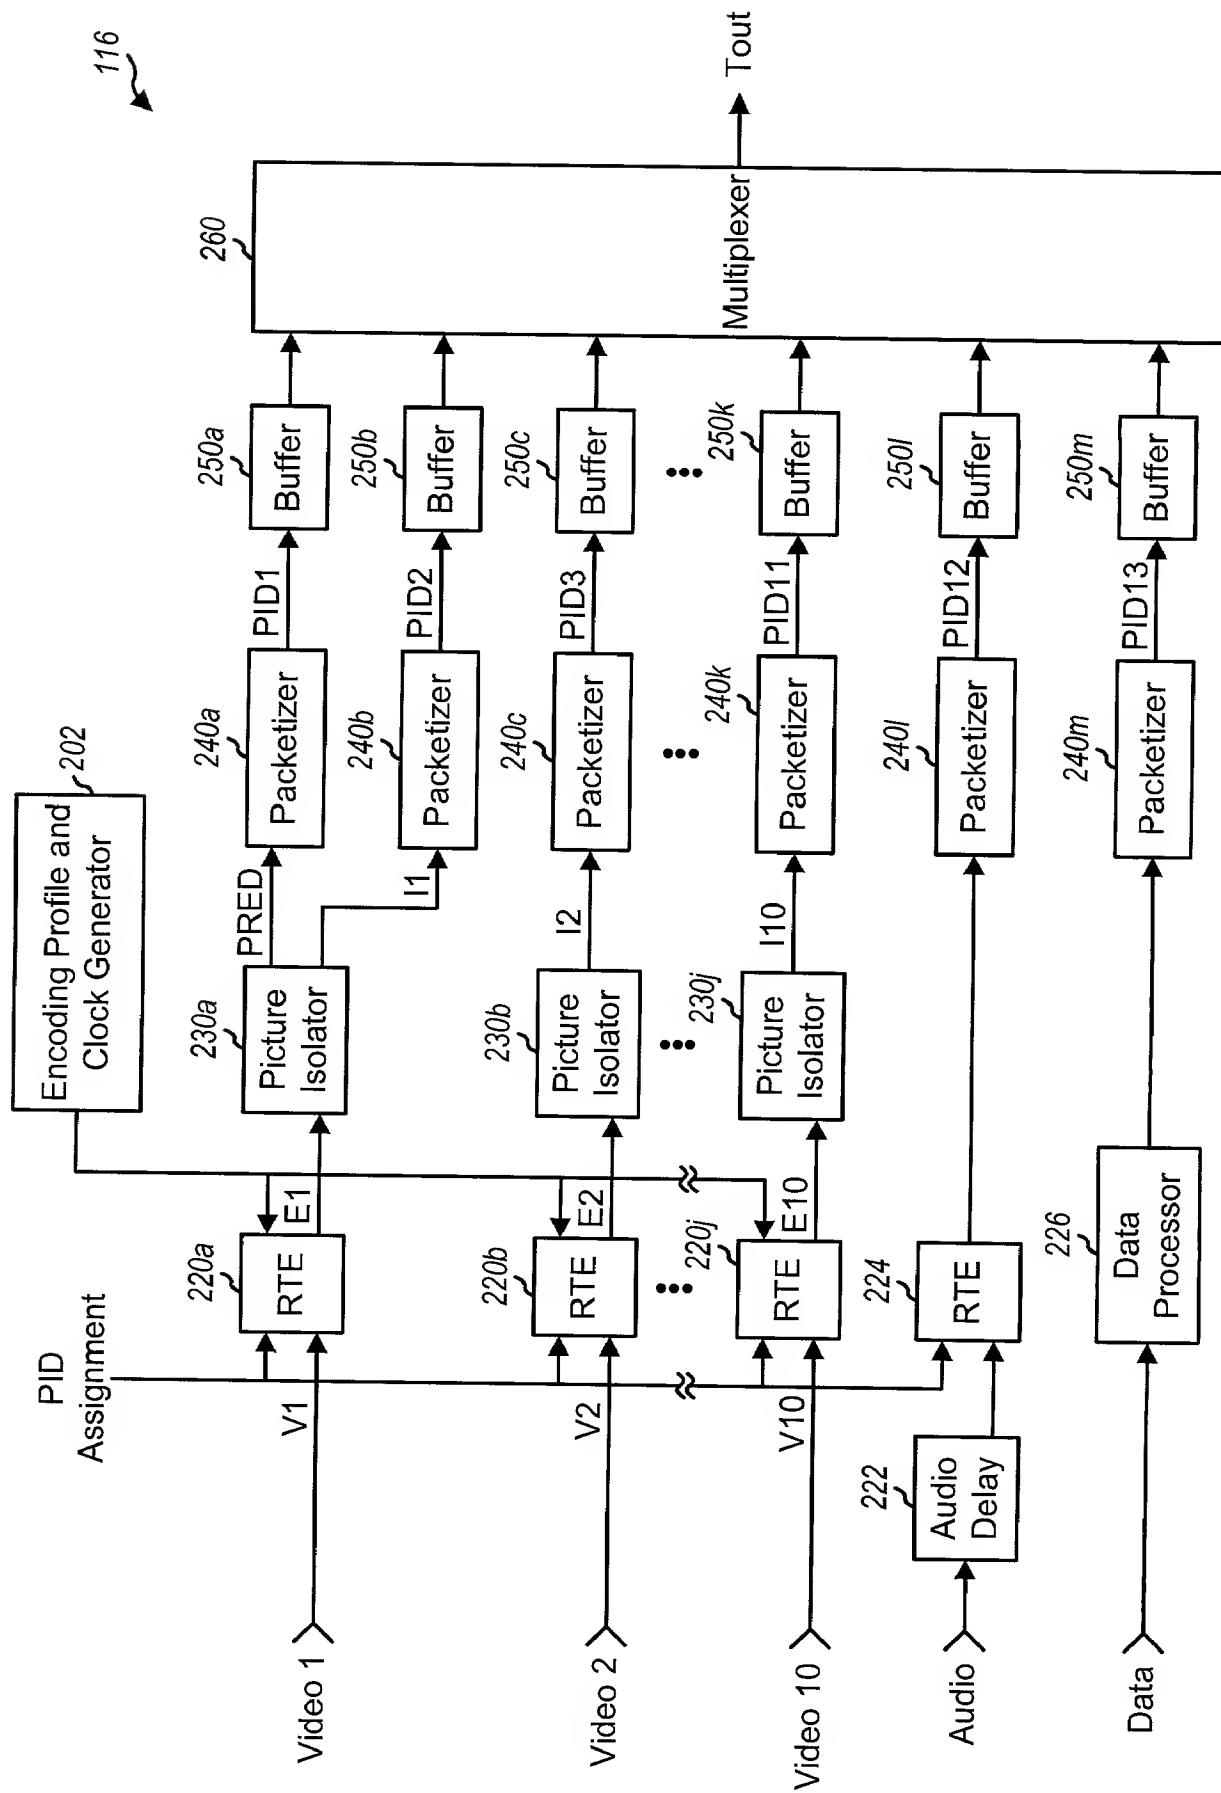 116
Encoding Profile and
Clock Generator
202
PID
Assignment
Video 1
V1
220a
RTE
E1
230a
Picture
Isolator
PRED
I1
240a
Packetizer
PID1
250a
Buffer
240b
Packetizer
PID2
250b
Buffer
Video 2
V2
220b
RTE
E2
230b
Picture
Isolator
I2
240c
Packetizer
PID3
250c
Buffer
Video 10
V10
220j
RTE
E10
230j
Picture
Isolator
I10
240k
Packetizer
PID11
250k
Buffer
Audio
222
Audio
Delay
224
RTE
240l
Packetizer
PID12
250l
Buffer
Data
226
Data
Processor
240m
Packetizer
PID13
250m
Buffer
260
Multiplexer
Tout